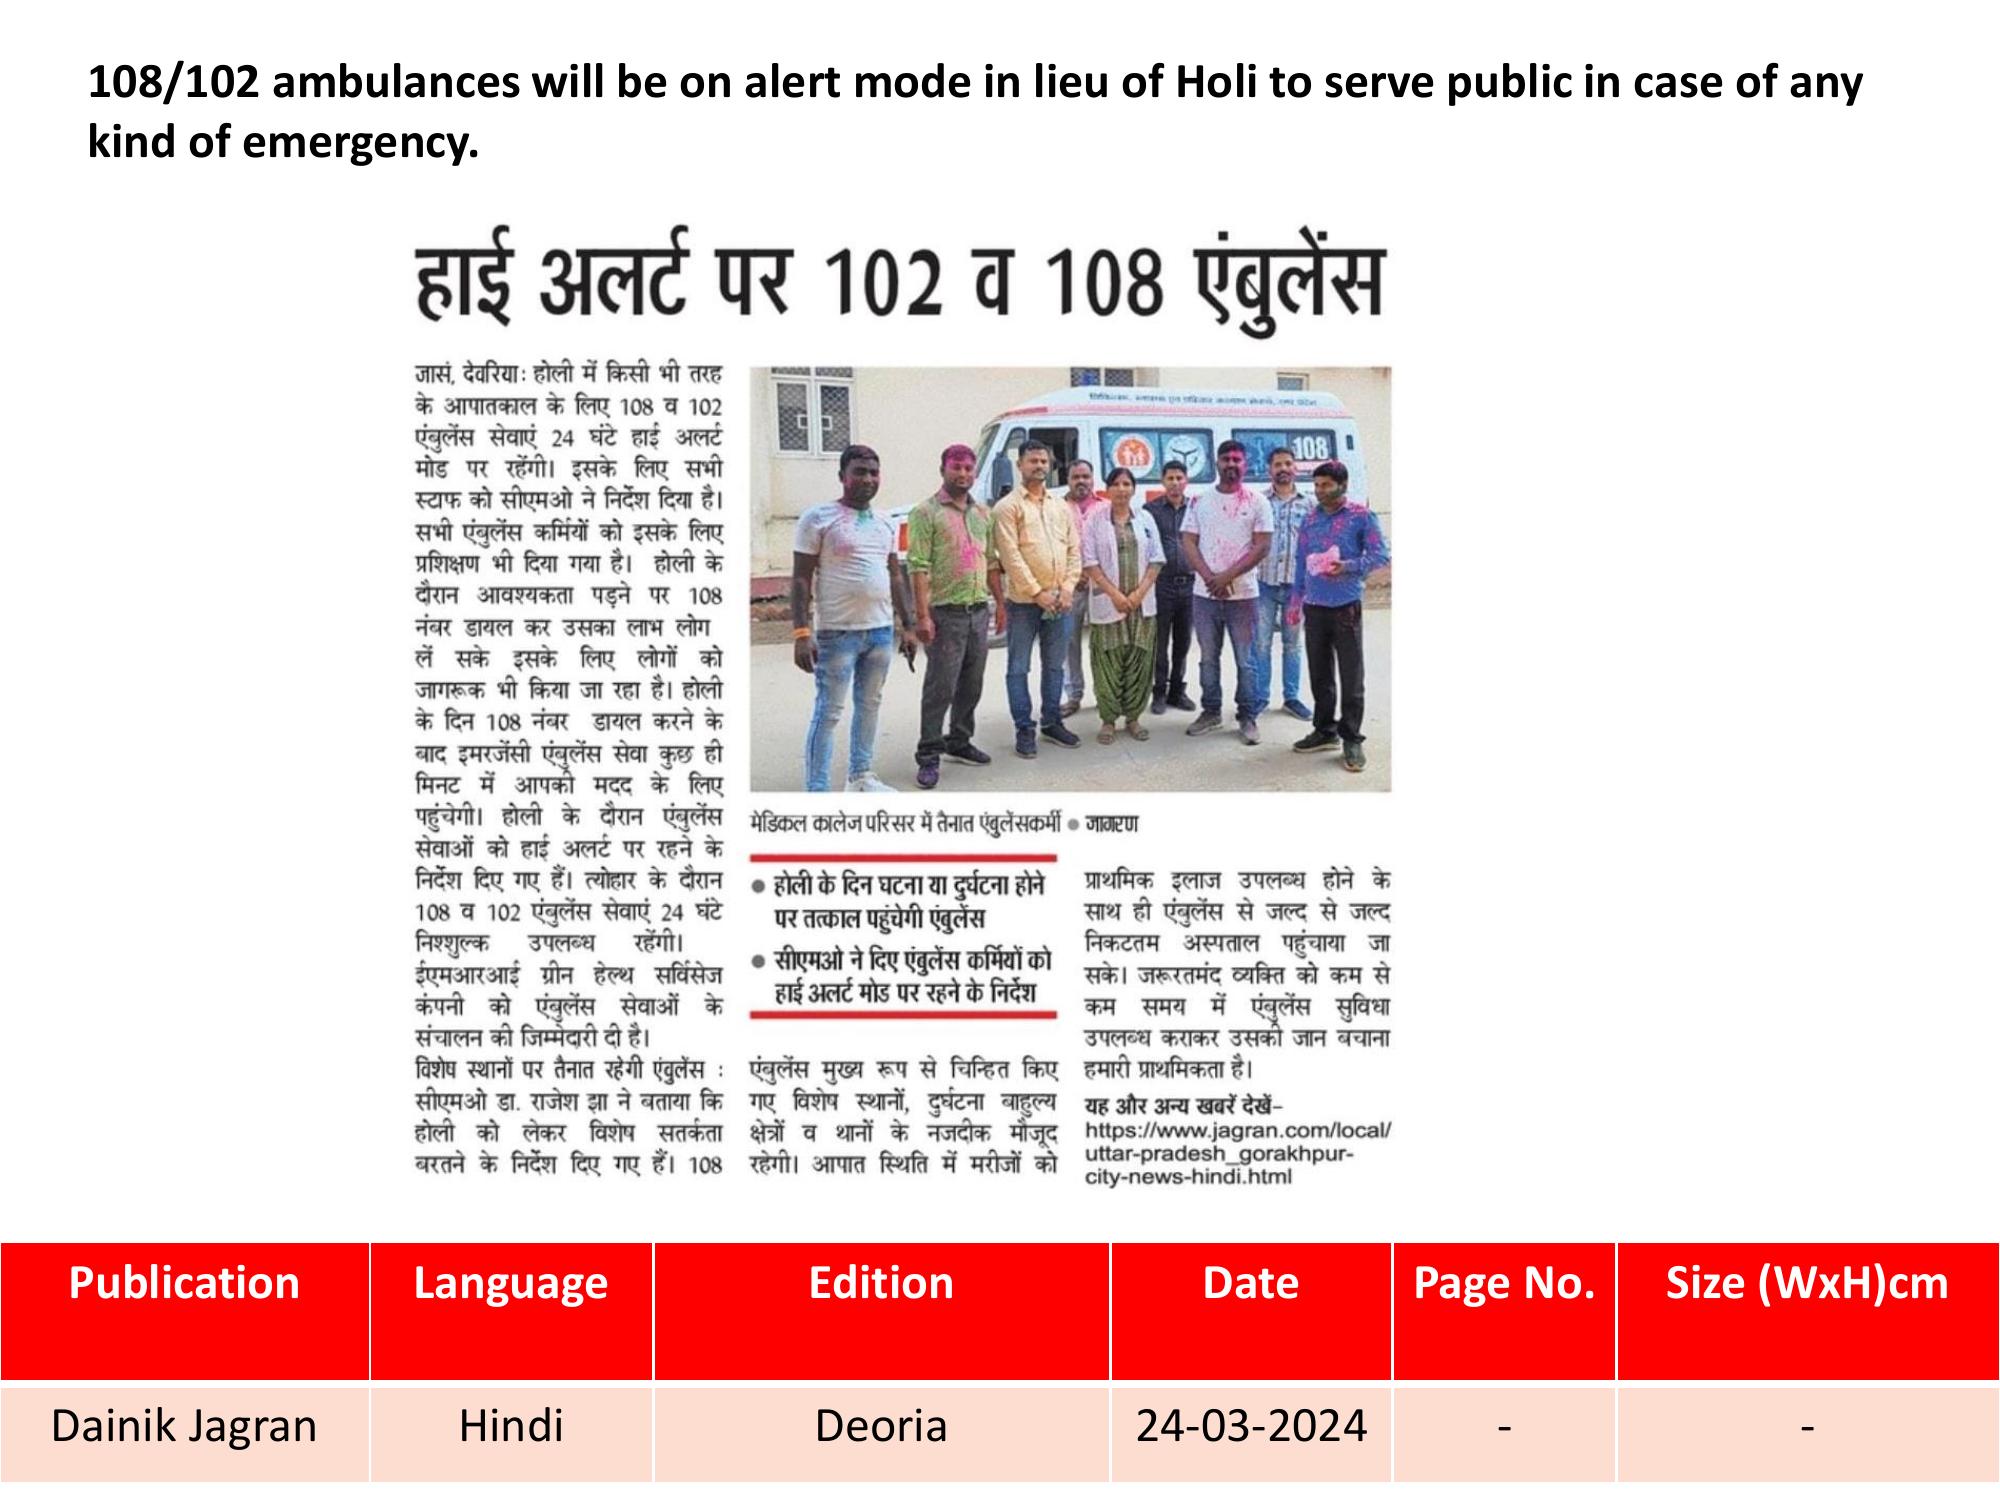 108/102 ambulances will be on alert mode in lieu of Holi to serve public in case of any
kind of emergency.
हाई अलर्ट पर 102 व 108 एंबुलेंस
जासं, देवरियाः होली में किसी भी तरह
के आपातकाल के लिए 108 व 102
एंबुलेंस सेवाएं 24 घंटे हाई अलर्ट
मोड पर रहेंगी। इसके लिए सभी
स्टाफ को सीएमओ ने निर्देश दिया है।
सभी एंबुलेंस कर्मियों को इसके लिए
प्रशिक्षण भी दिया गया है। होली के
दौरान आवश्यकता पड़ने पर 108
नंबर डायल कर उसका लाभ लोग
लें सके इसके लिए लोगों को
जागरूक भी किया जा रहा है। होली
के दिन 108 नंबर डायल करने के
बाद इमरजेंसी एंबुलेंस सेवा कुछ ही
मिनट में आपकी मदद के लिए
पहुंचेगी। होली के दौरान एंबुलेंस
सेवाओं को हाई अलर्ट पर रहने के
निर्देश दिए गए हैं। त्योहार के दौरान
108 व 102 एंबुलेंस सेवाएं 24 घंटे
निश्शुल्क उपलब्ध रहेंगी।
ईएमआरआई ग्रीन हेल्थ सर्विसेज
कंपनी को एंबुलेंस सेवाओं के
संचालन की जिम्मेदारी दी है।
विशेष स्थानों पर तैनात रहेगी एंवुलेंस :
सीएमओ डा. राजेश झा ने बताया कि
होली को लेकर विशेष सतर्कता
बरतने के निर्देश दिए गए हैं। 108
108
मेडिकल कालेज परिसर में तैनात एंबुलेंसकर्मी ● जागरण
● होली के दिन घटना या दुर्घटना होने
पर तत्काल पहुंचेगी एंबुलेंस
● सीएमओ ने दिए एंबुलेंस कर्मियों को
हाई अलर्ट मोड पर रहने के निर्देश
एंबुलेंस मुख्य रूप से चिन्हित किए
गए विशेष स्थानों, दुर्घटना बाहुल्य
क्षेत्रों व थानों के नजदीक मौजूद
रहेगी। आपात स्थिति में मरीजों को
प्राथमिक इलाज उपलब्ध होने के
साथ ही एंबुलेंस से जल्द से जल्द
निकटतम अस्पताल पहुंचाया जा
सके। जरूरतमंद व्यक्ति को कम से
कम समय में एंबुलेंस सुविधा
उपलब्ध कराकर उसकी जान बचाना
हमारी प्राथमिकता है।
यह और अन्य खबरें देखें–
https://www.jagran.com/local/
uttar-pradesh_gorakhpur-
city-news-hindi.html
Publication Language Edition Date Page No. Size (WxH)cm
Dainik Jagran Hindi Deoria 24-03-2024 - -